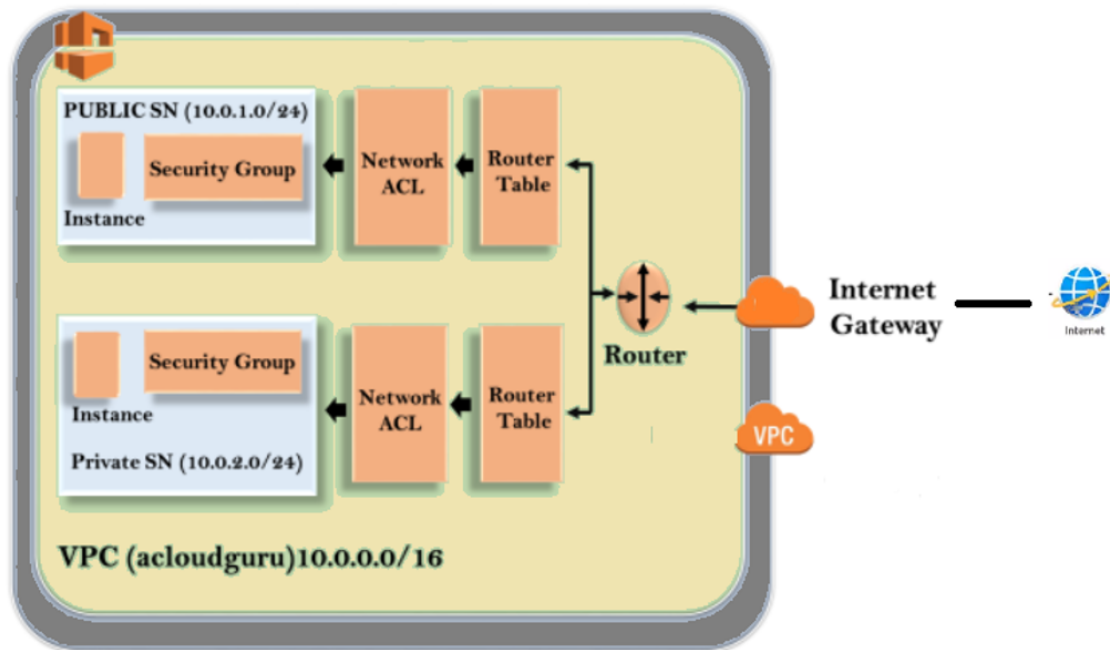 PUBLIC SN (10.0.1.0/24)
Security Group
Instance
Network
ACL
Router
Table
Router
Internet
Gateway
Internet
Security Group
Instance
Private SN (10.0.2.0/24)
Network
ACL
Router
Table
VPC
VPC (acloudguru)10.0.0.0/16